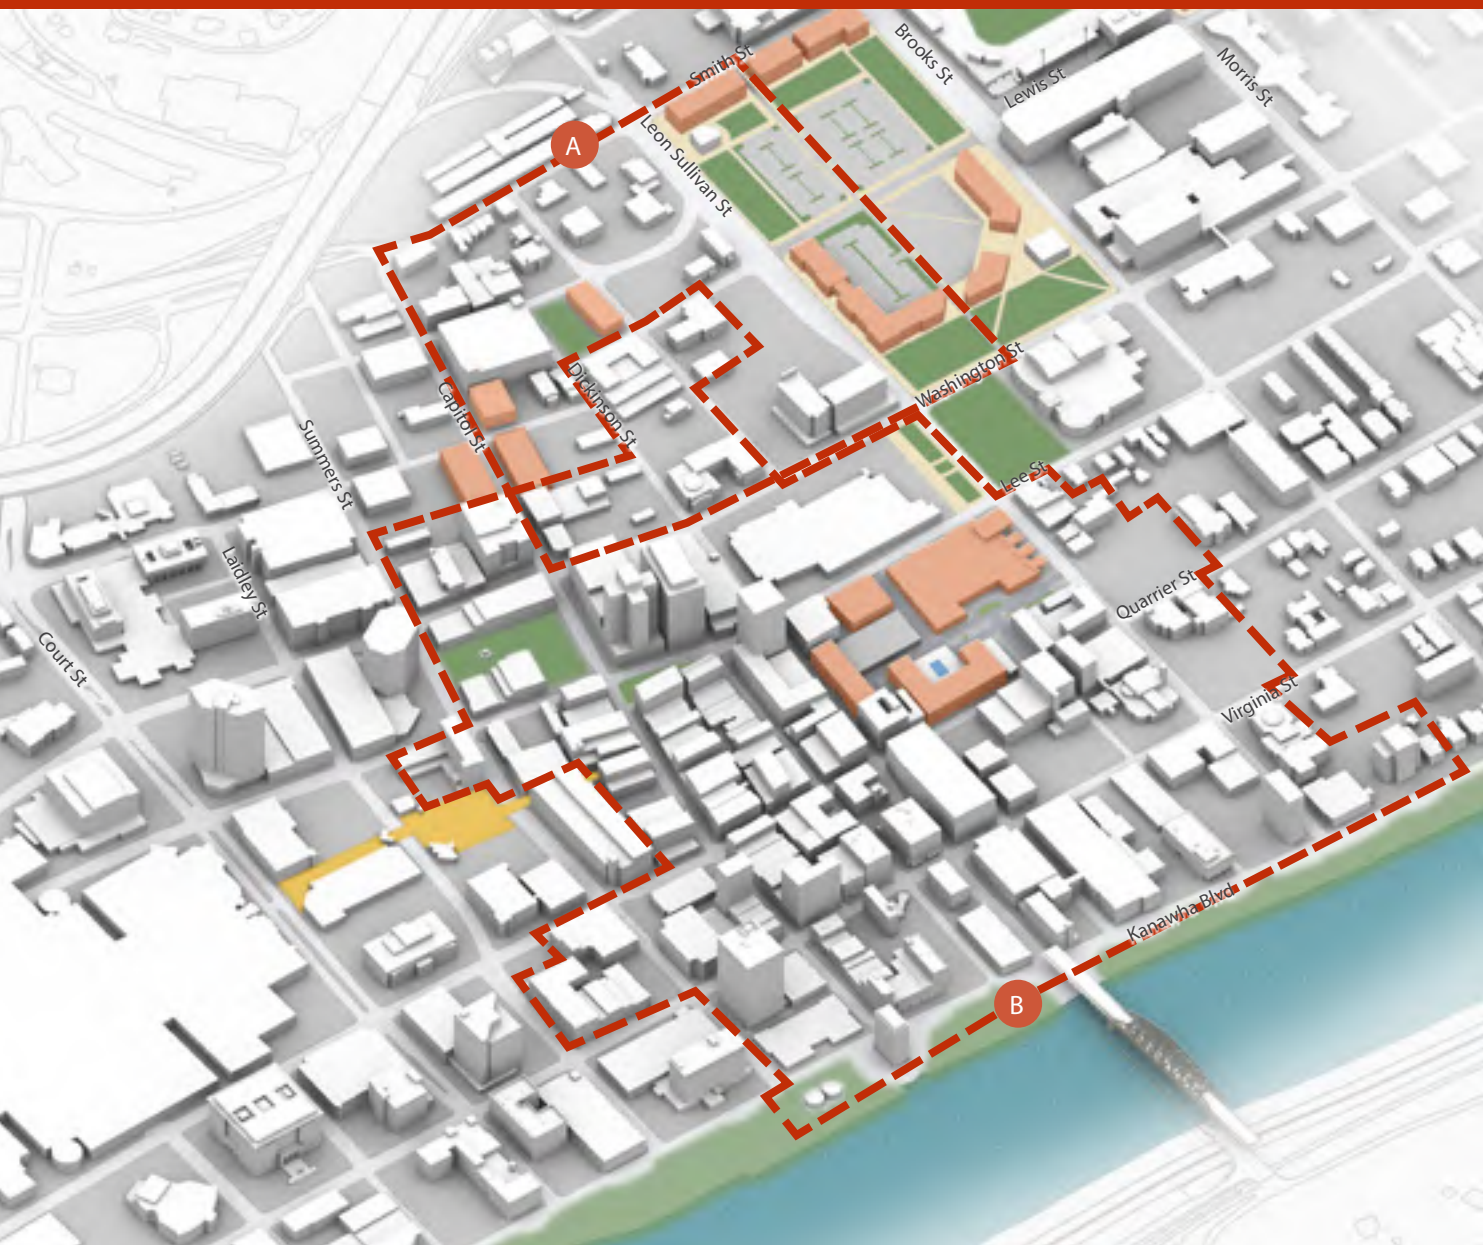 Smith St
Brooks St
Lewis St
Morris St
A
Leon Sullivan St
Washington St
Dickinson St
Capitol St
Summers St
Lee St
Laidley St
Quarrier St
Court St
Virginia St
Kanawha Blvd
B